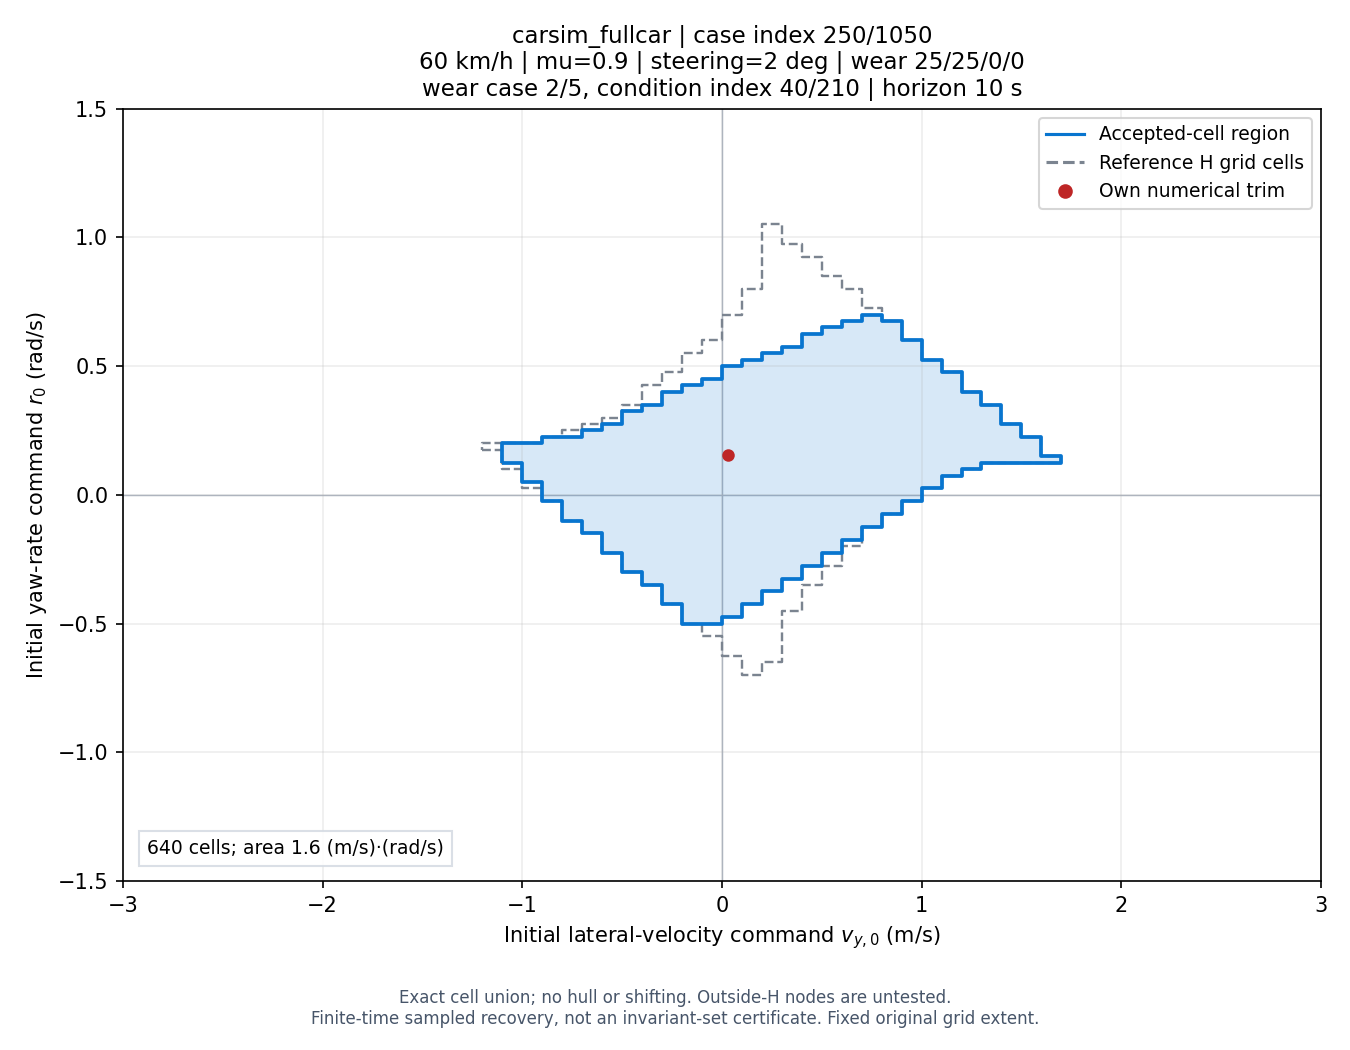 carsim_fullcar | case index 250/1050
60 km/h | mu=0.9 | steering=2 deg | wear 25/25/0/0
wear case 2/5, condition index 40/210 | horizon 10 s
Accepted-cell region
Reference H grid cells
Own numerical trim
1.5
1.0
0.5
0.0
−0.5
−1.0
−1.5
Initial yaw-rate command r₀ (rad/s)
640 cells; area 1.6 (m/s)·(rad/s)
−3
−2
−1
0
1
2
3
Initial lateral-velocity command v_{y,0} (m/s)
Exact cell union; no hull or shifting. Outside-H nodes are untested.
Finite-time sampled recovery, not an invariant-set certificate. Fixed original grid extent.